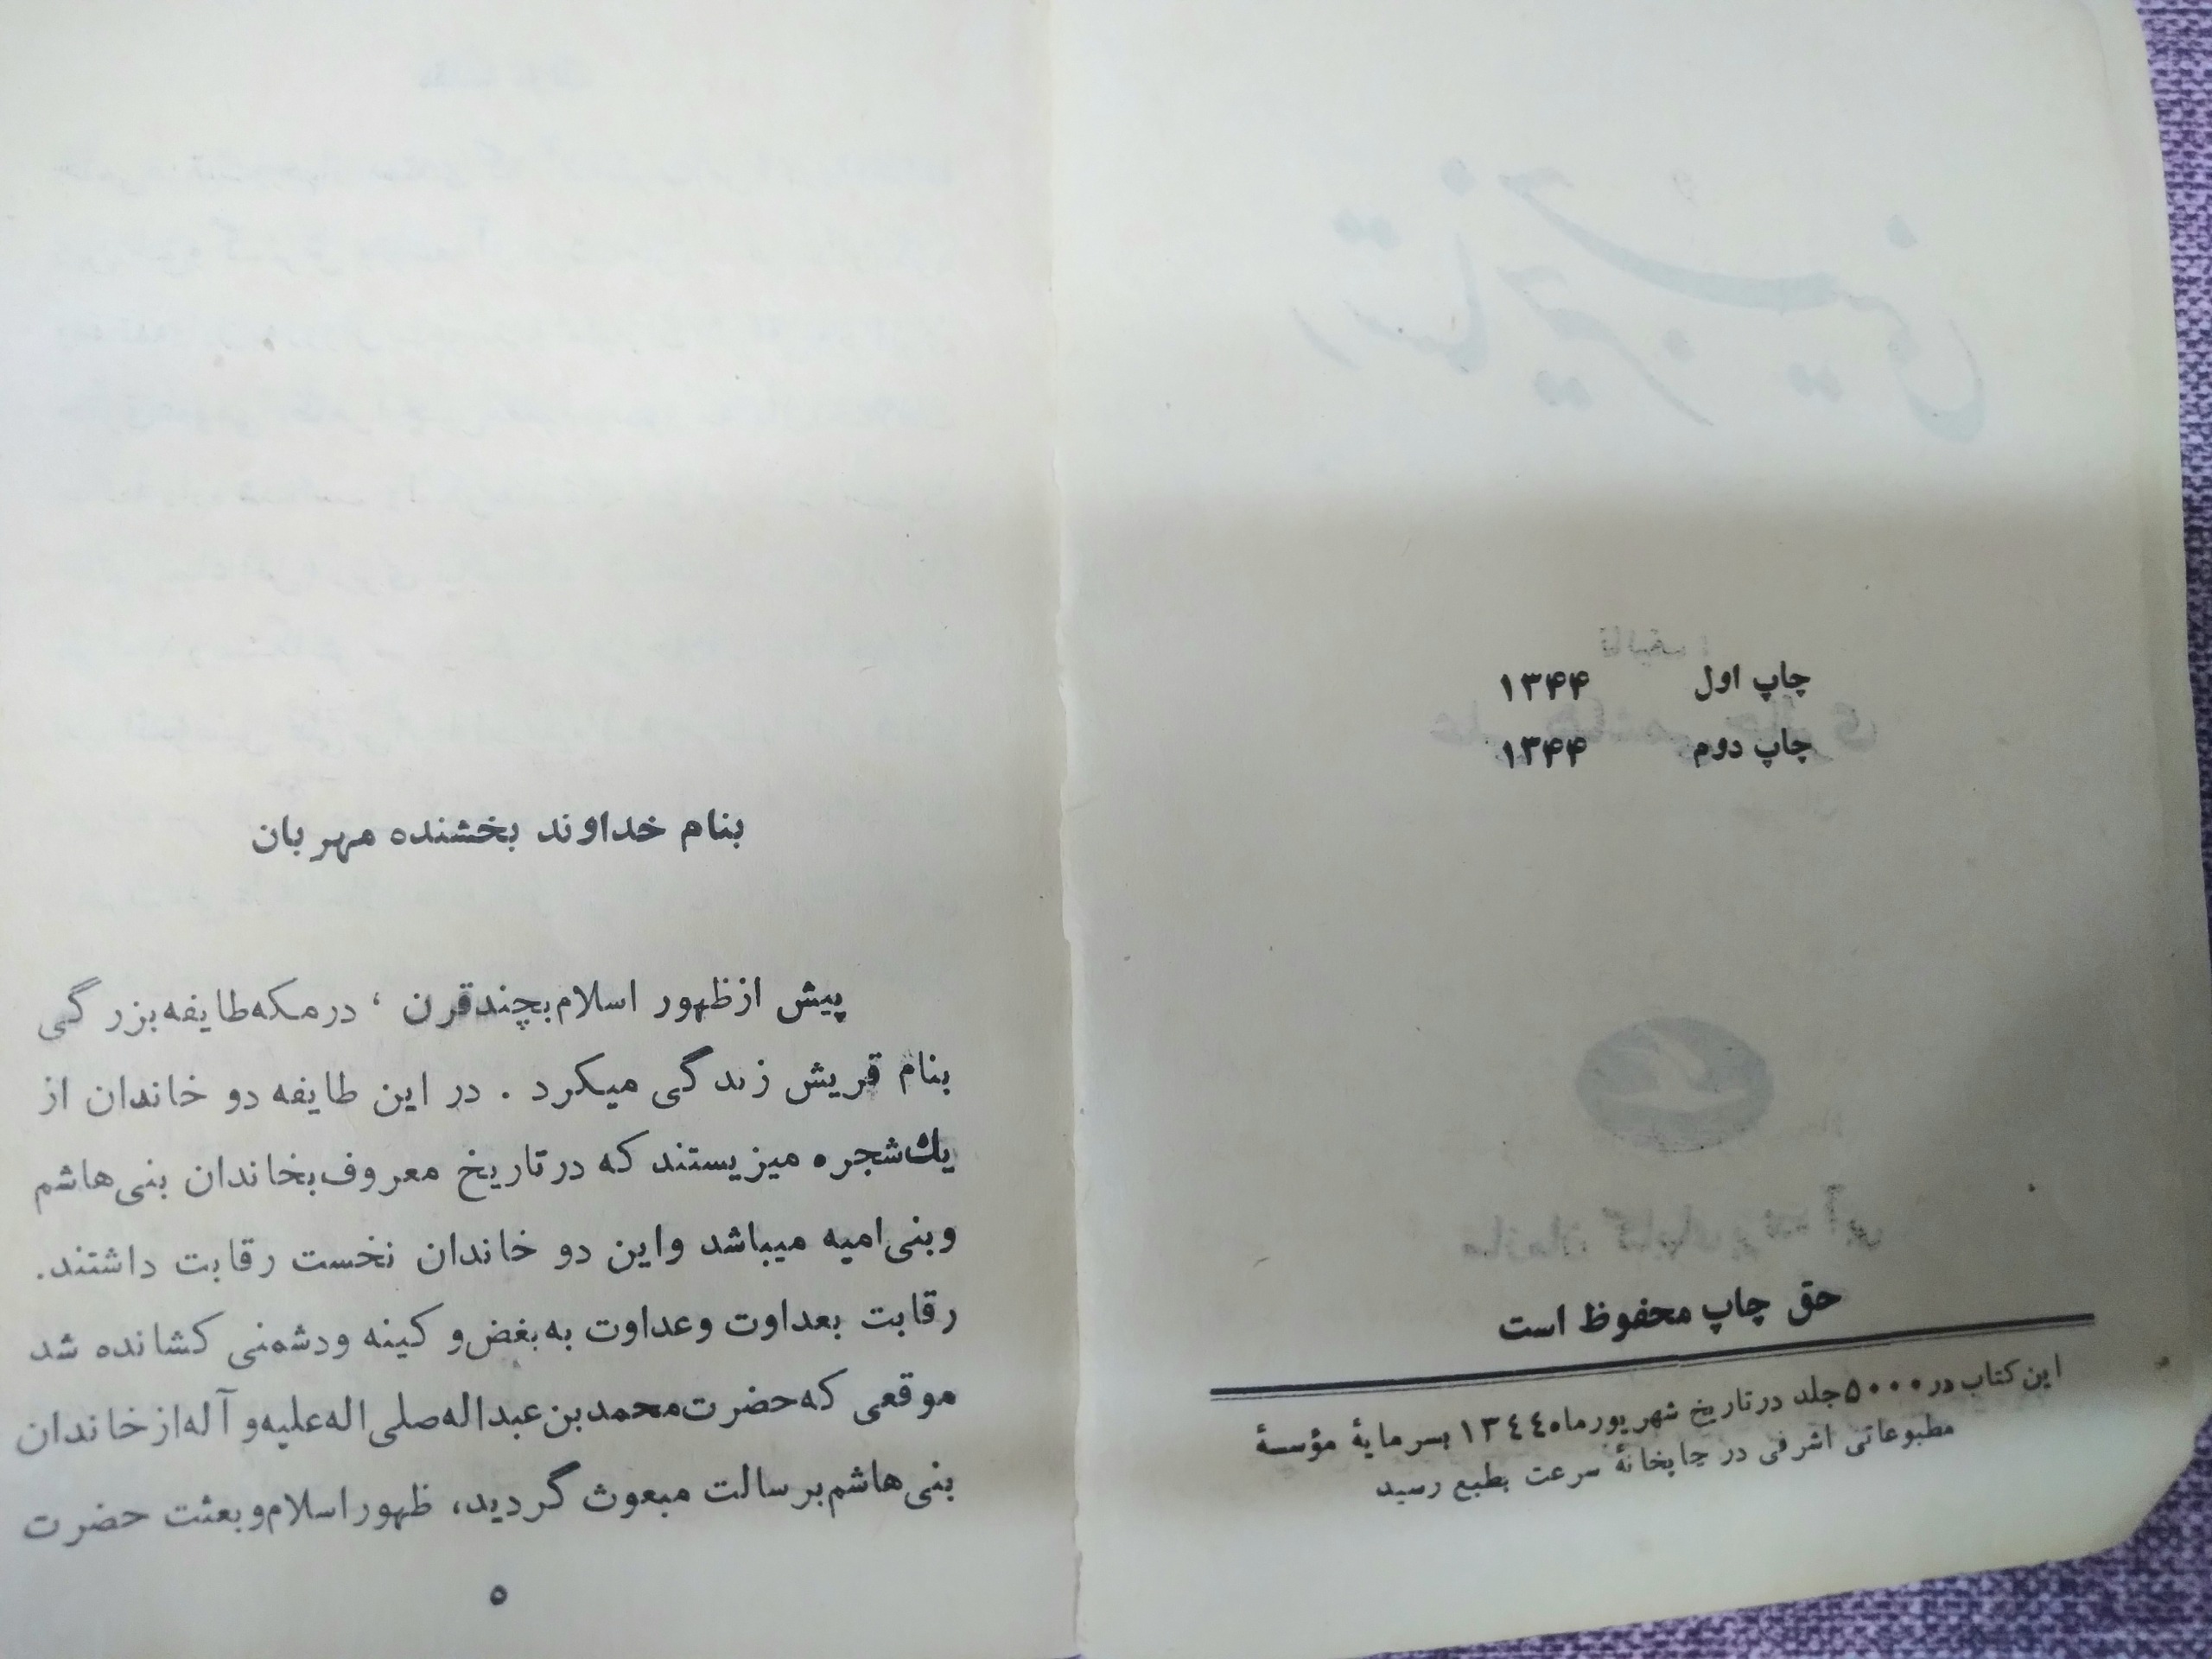 چاپ اول ۱۳۴۴
چاپ دوم ۱۳۴۴
حق چاپ محفوظ است
این کتاب در ۵۰۰۰ جلد در تاریخ شهریورماه ۱۳٤٤ بسرمایهٔ مؤسسهٔ
مطبوعاتی اشرفی در چاپخانهٔ سرعت بطبع رسید
بنام خداوند بخشنده مهربان
پیش از ظهور اسلام بچند قرن ، در مکه طایفه بزرگی
بنام قریش زندگی میکرد . در این طایفه دو خاندان از
یك شجره میزیستند که در تاریخ معروف بخاندان بنی هاشم
و بنی امیه میباشد و این دو خاندان نخست رقابت داشتند.
رقابت بعداوت و عداوت به بغض و کینه و دشمنی کشانده شد
موقعی که حضرت محمد بن عبداله صلی اله علیه و آله از خاندان
بنی هاشم برسالت مبعوث گردید، ظهور اسلام و بعثت حضرت
۵